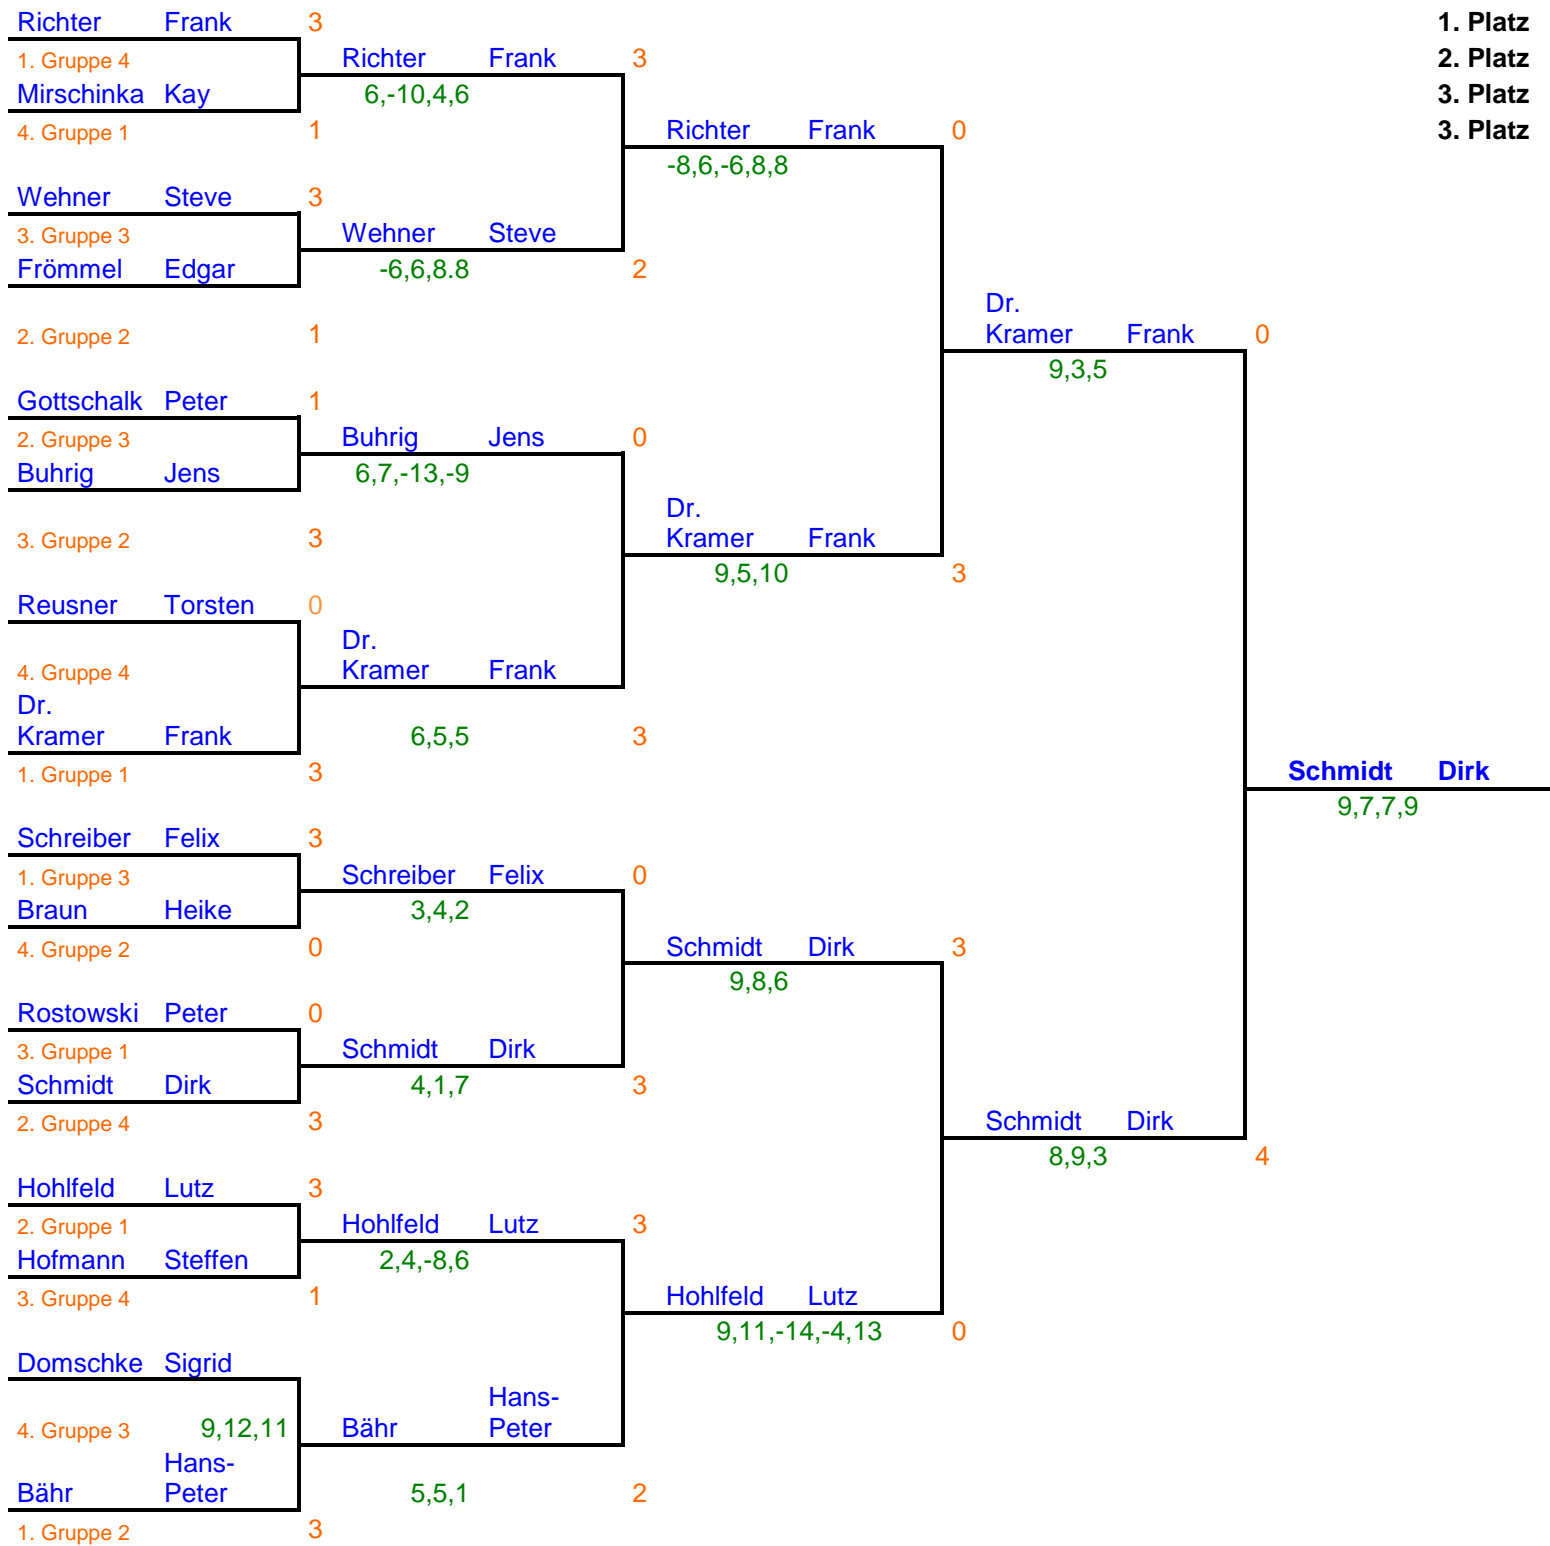 Richter Frank 3 1. Platz
1. Gruppe 4 Richter Frank 3 2. Platz
Mirschinka Kay 6,-10,4,6 3. Platz
4. Gruppe 1 1 Richter Frank 0 3. Platz
-8,6,-6,8,8
Wehner Steve 3
3. Gruppe 3 Wehner Steve
Frömmel Edgar -6,6,8.8 2
Dr.
2. Gruppe 2 1 Kramer Frank 0
9,3,5
Gottschalk Peter 1
2. Gruppe 3 Buhrig Jens 0
Buhrig Jens 6,7,-13,-9
Dr.
3. Gruppe 2 3 Kramer Frank
9,5,10 3
Reusner Torsten 0
Dr.
4. Gruppe 4 Kramer Frank
Dr.
Kramer Frank 6,5,5 3
1. Gruppe 1 3 Schmidt Dirk
9,7,7,9
Schreiber Felix 3
1. Gruppe 3 Schreiber Felix 0
Braun Heike 3,4,2
4. Gruppe 2 0 Schmidt Dirk 3
9,8,6
Rostowski Peter 0
3. Gruppe 1 Schmidt Dirk
Schmidt Dirk 4,1,7 3
2. Gruppe 4 3 Schmidt Dirk
8,9,3 4
Hohlfeld Lutz 3
2. Gruppe 1 Hohlfeld Lutz 3
Hofmann Steffen 2,4,-8,6
3. Gruppe 4 1 Hohlfeld Lutz
9,11,-14,-4,13 0
Domschke Sigrid
Hans-
4. Gruppe 3 9,12,11 Bähr Peter
Hans-
Bähr Peter 5,5,1 2
1. Gruppe 2 3